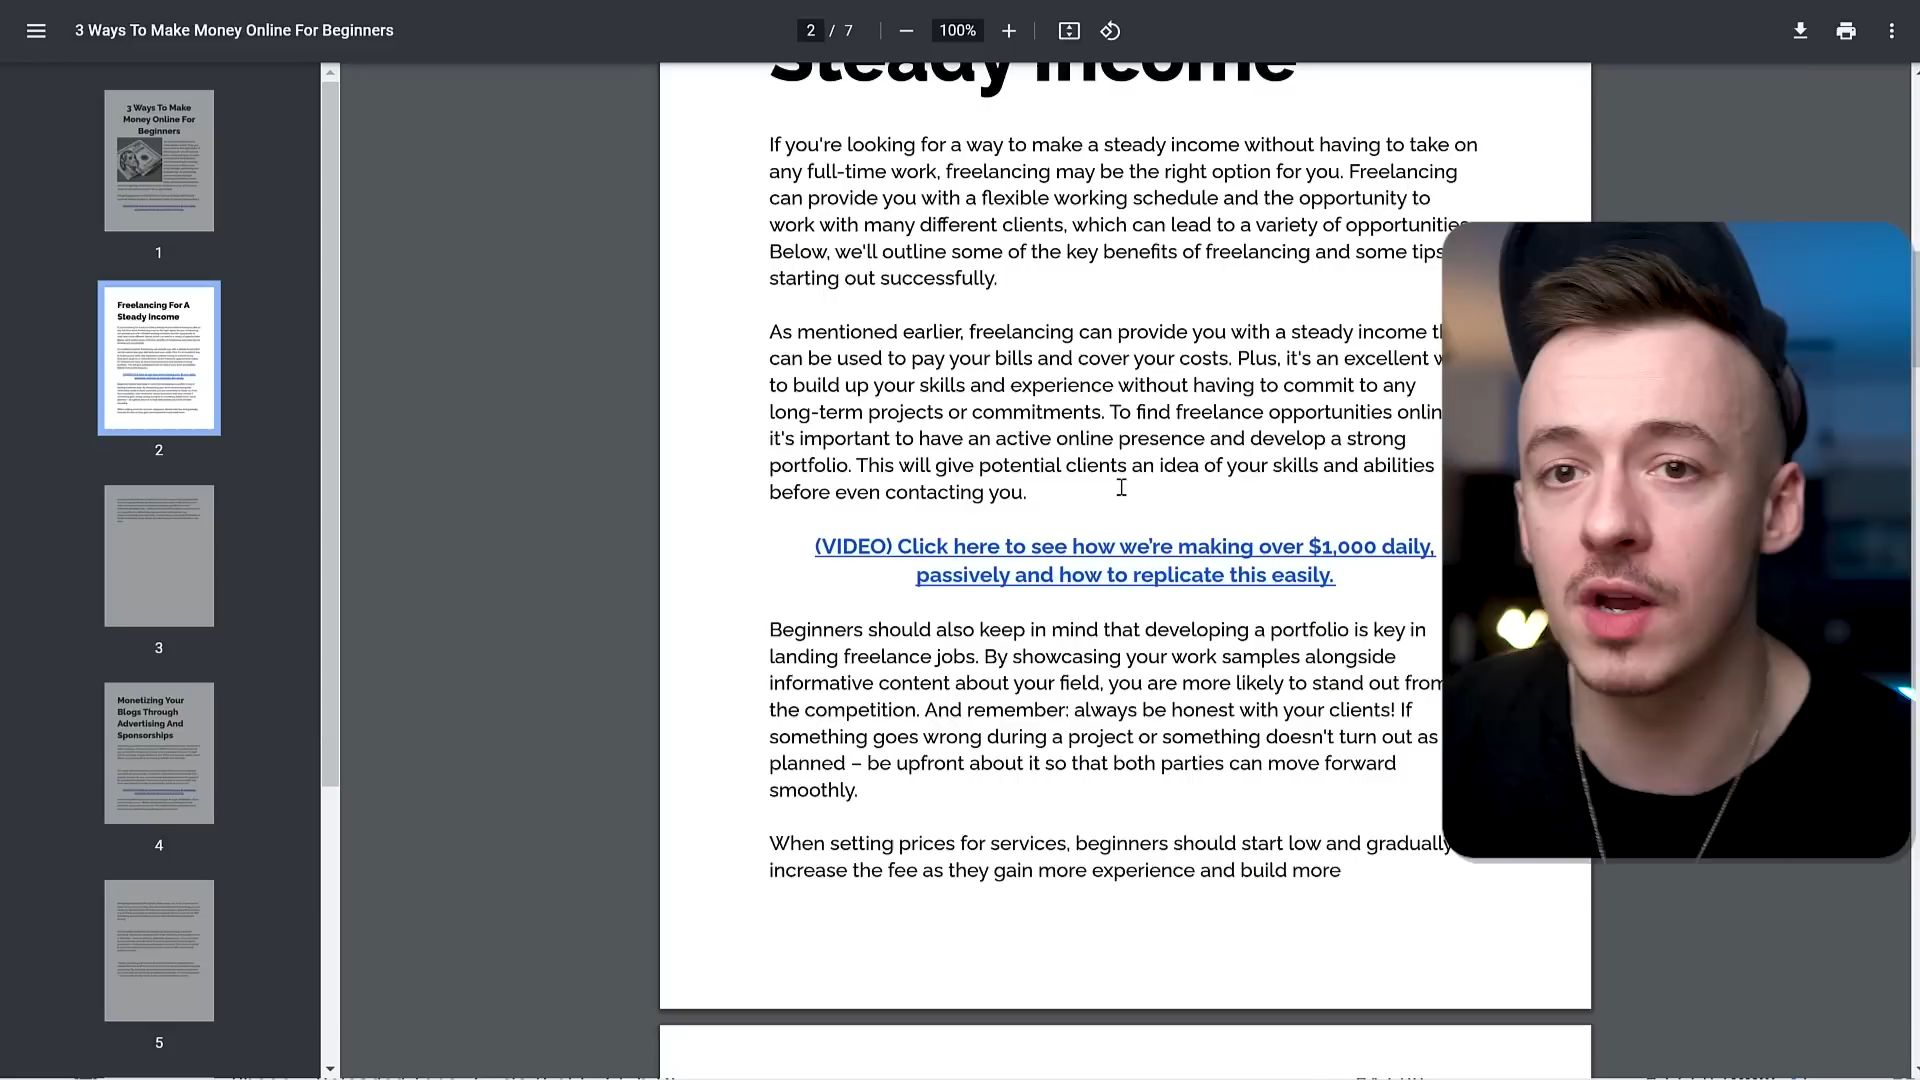 3 Ways To Make Money Online For Beginners
2 / 7
100%
3 Ways To Make
Money Online For
Beginners
1
Freelancing For A
Steady Income
2
3
Monetizing Your
Blogs Through
Advertising And
Sponsorships
4
5
Steady Income
If you're looking for a way to make a steady income without having to take on
any full-time work, freelancing may be the right option for you. Freelancing
can provide you with a flexible working schedule and the opportunity to
work with many different clients, which can lead to a variety of opportunities
Below, we'll outline some of the key benefits of freelancing and some tips
starting out successfully.
As mentioned earlier, freelancing can provide you with a steady income
can be used to pay your bills and cover your costs. Plus, it's an excellent
to build up your skills and experience without having to commit to any
long-term projects or commitments. To find freelance opportunities onlin
it's important to have an active online presence and develop a strong
portfolio. This will give potential clients an idea of your skills and abilities
before even contacting you.
(VIDEO) Click here to see how we're making over $1,000 daily,
passively and how to replicate this easily.
Beginners should also keep in mind that developing a portfolio is key in
landing freelance jobs. By showcasing your work samples alongside
informative content about your field, you are more likely to stand out from
the competition. And remember: always be honest with your clients! If
something goes wrong during a project or something doesn't turn out as
planned – be upfront about it so that both parties can move forward
smoothly.
When setting prices for services, beginners should start low and gradually
increase the fee as they gain more experience and build more